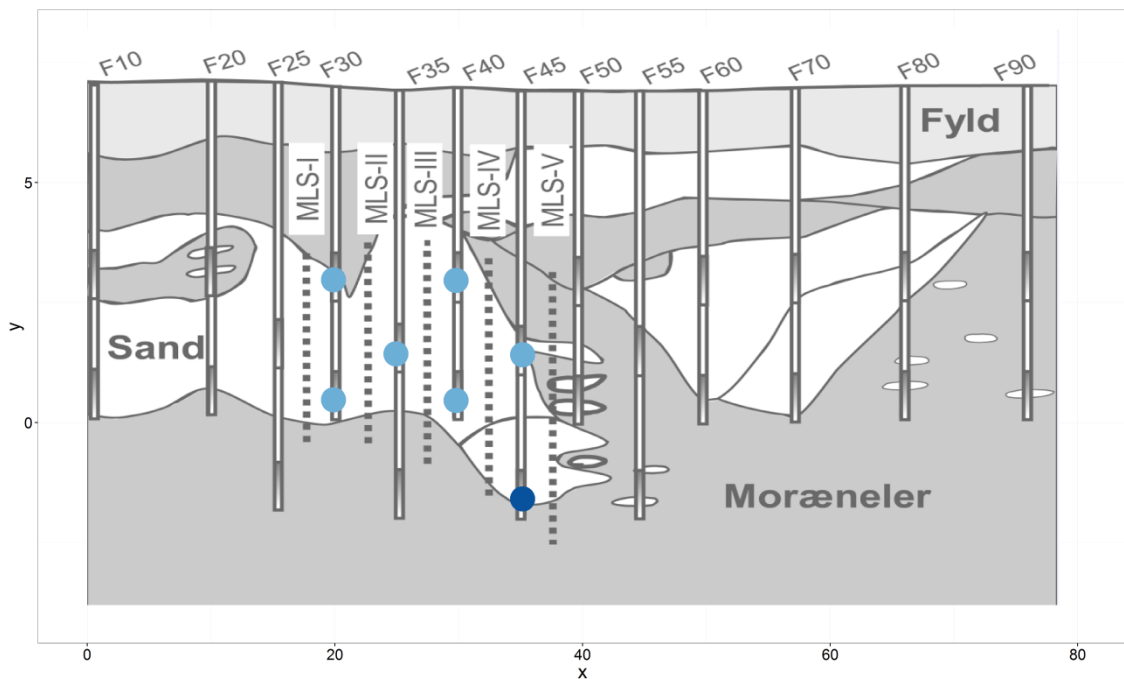 F10
F20
F25
F30
F35
F40
F45
F50
F55
F60
F70
F80
F90
Fyld
MLS-I
MLS-II
MLS-III
MLS-IV
MLS-V
5
y
Sand
0
Moræneler
0
20
40
60
80
x